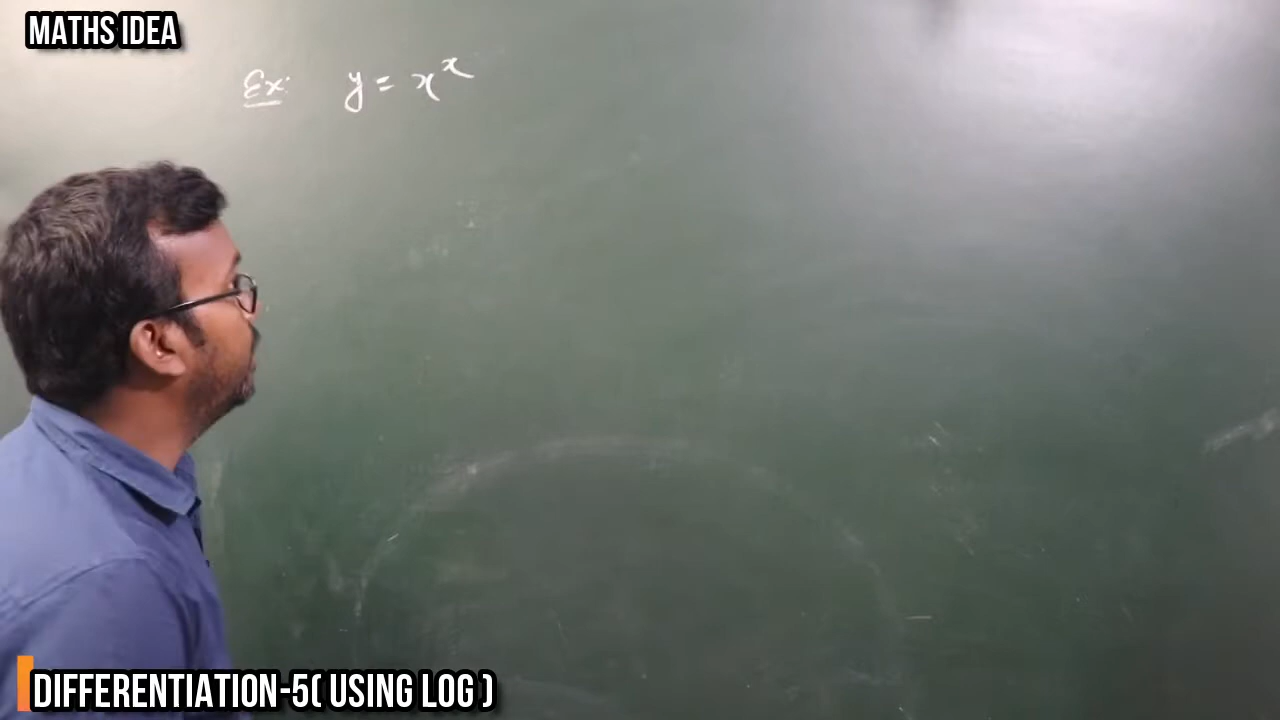 MATHS IDEA
Ex: y = x^x
DIFFERENTIATION-5( USING LOG )